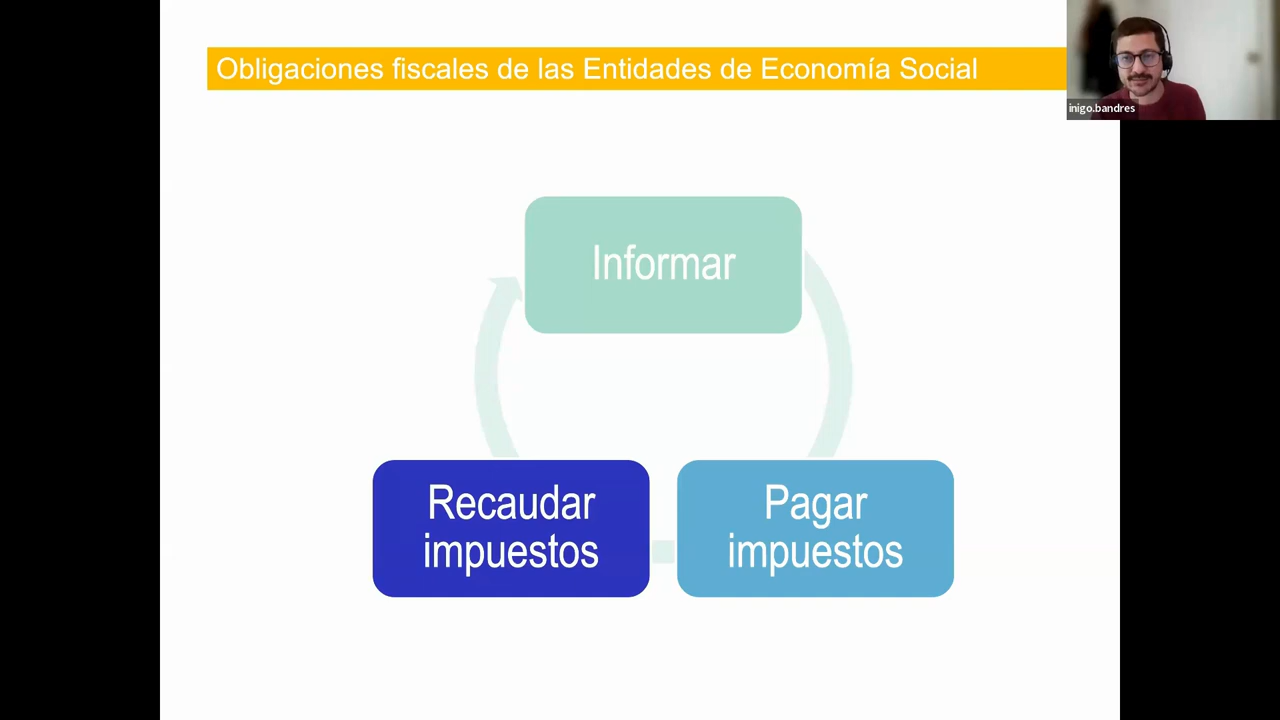 Obligaciones fiscales de las Entidades de Economía Social
inigo.bandres
Informar
Recaudar
impuestos
Pagar
impuestos